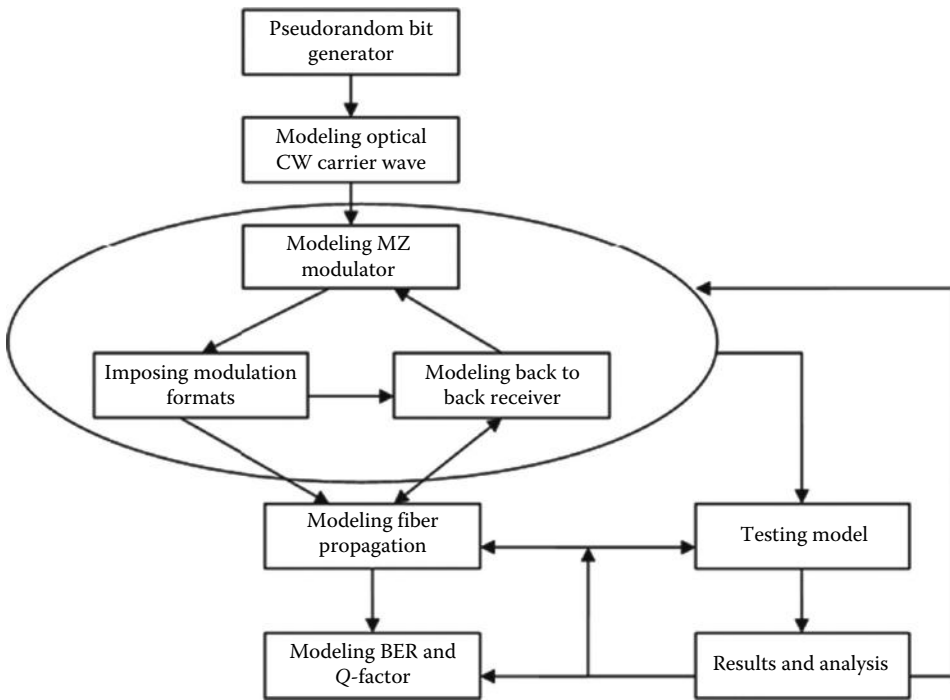 Pseudorandom bit
generator
Modeling optical
CW carrier wave
Modeling MZ
modulator
Imposing modulation
formats
Modeling back to
back receiver
Modeling fiber
propagation
Testing model
Modeling BER and
Q-factor
Results and analysis